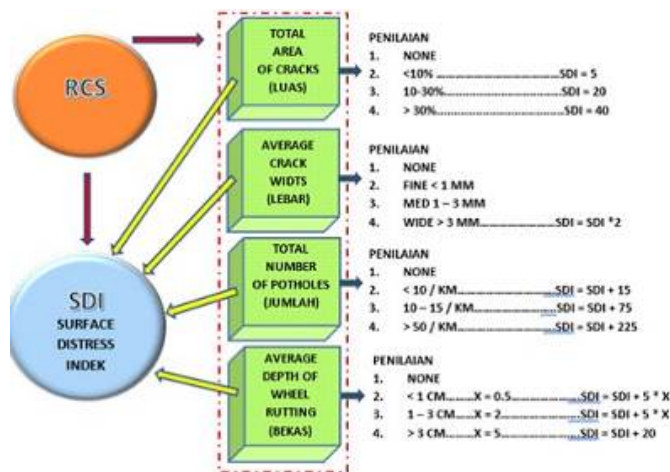 RCS
SDI
SURFACE
DISTRESS
INDEK
TOTAL
AREA
OF CRACKS
(LUAS)
PENILAIAN
1. NONE
2. <10% ........................................SDI = 5
3. 10-30%........................................SDI = 20
4. > 30%........................................SDI = 40
AVERAGE
CRACK
WIDTS
(LEBAR)
PENILAIAN
1. NONE
2. FINE < 1 MM
3. MED 1 – 3 MM
4. WIDE > 3 MM........................SDI = SDI *2
TOTAL
NUMBER
OF POTHOLES
(JUMLAH)
PENILAIAN
1. NONE
2. < 10 / KM........................SDI = SDI + 15
3. 10 – 15 / KM........................SDI = SDI + 75
4. > 50 / KM........................SDI = SDI + 225
AVERAGE
DEPTH OF
WHEEL
RUTTING
(BEKAS)
PENILAIAN
1. NONE
2. < 1 CM........X = 0.5........................SDI = SDI + 5 * X
3. 1 – 3 CM......X = 2........................SDI = SDI + 5 * X
4. > 3 CM........X = 5........................SDI = SDI + 20